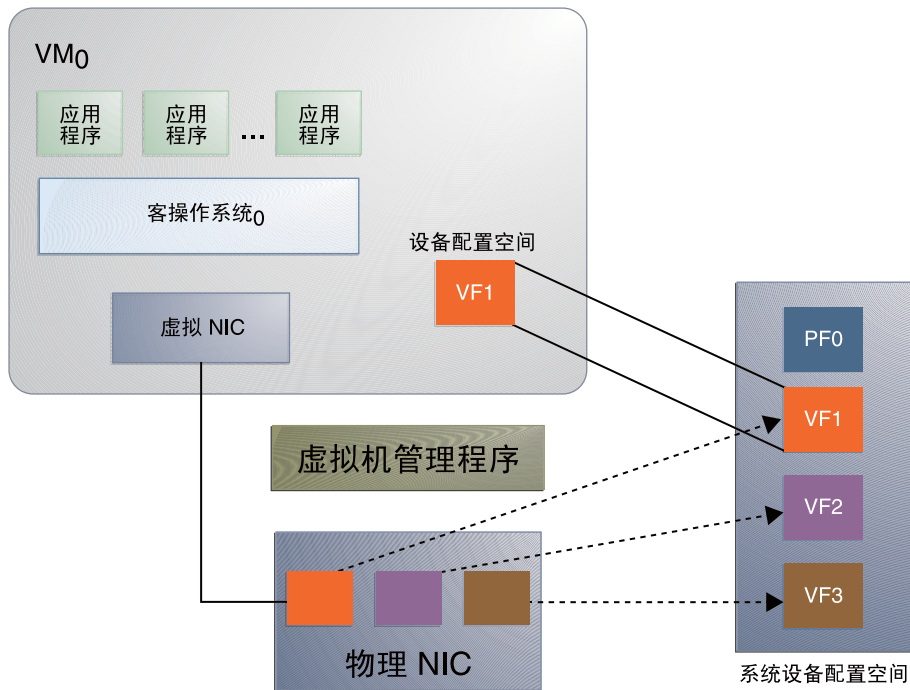 VM0
应用
程序
应用
程序
...
应用
程序
客操作系统0
设备配置空间
VF1
虚拟 NIC
PF0
VF1
虚拟机管理程序
VF2
VF3
物理 NIC
系统设备配置空间